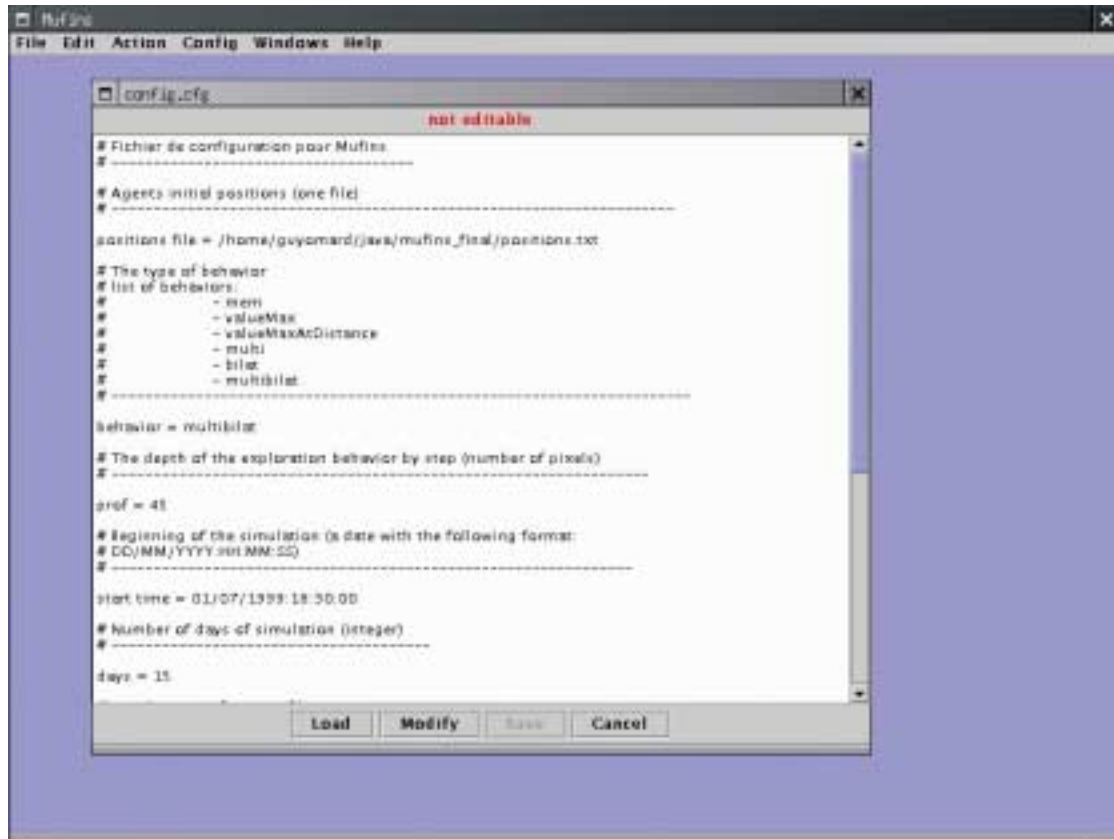 Mufins
File Edit Action Config Windows Help
config.cfg
not editable
# Fichier de configuration pour Mufins
# -----------------------------------
# Agents initial positions (one file)
# ------------------------------------------------------------------
positions file = /home/guyomard/java/mufins_final/positions.txt
# The type of behavior
# list of behaviors:
# - mem
# - valueMax
# - valueMaxAtDistance
# - multi
# - bilat
# - multibilat
# --------------------------------------------------------------------
behavior = multibilat
# The depth of the exploration behavior by step (number of pixels)
# ---------------------------------------------------------------
prof = 45
# Beginning of the simulation (a date with the following format:
# DD/MM/YYYY:HH:MM:SS)
# -------------------------------------------------------------
start time = 01/07/1999:18:30:00
# Number of days of simulation (integer)
# -------------------------------------
days = 15
Load Modify Save Cancel